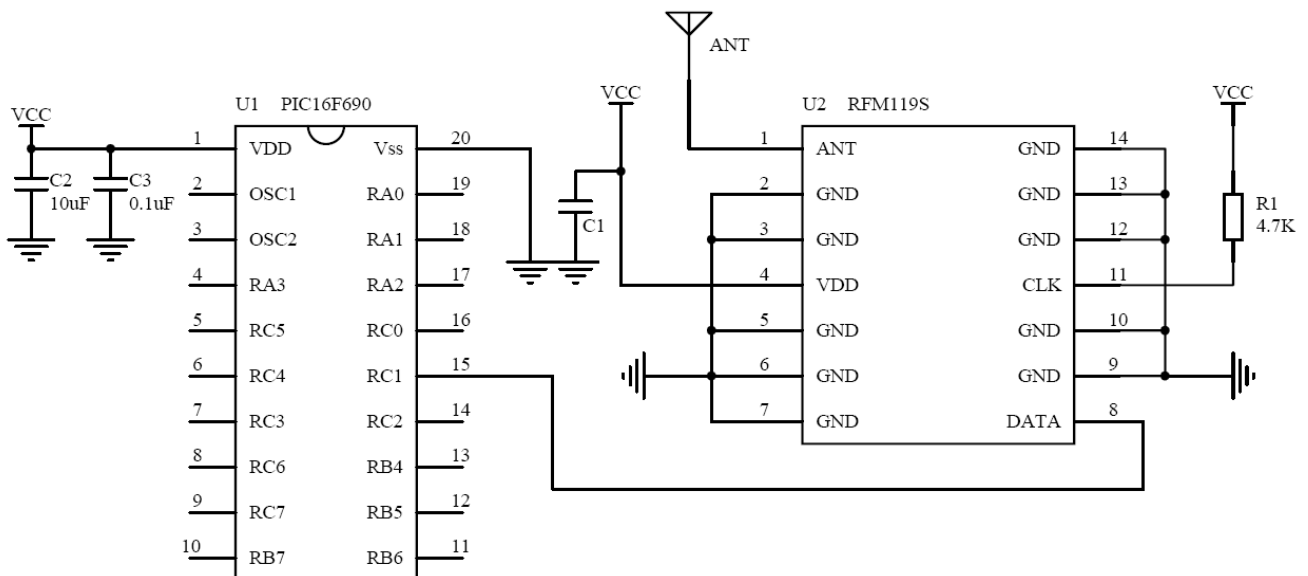 ANT
VCC
U1 PIC16F690
VCC
U2 RFM119S
VCC
1 VDD Vss 20
2 OSC1 RA0 19
3 OSC2 RA1 18
4 RA3 RA2 17
5 RC5 RC0 16
6 RC4 RC1 15
7 RC3 RC2 14
8 RC6 RB4 13
9 RC7 RB5 12
10 RB7 RB6 11
C2
10uF
C3
0.1uF
C1
1 ANT GND 14
2 GND GND 13
3 GND GND 12
4 VDD CLK 11
5 GND GND 10
6 GND GND 9
7 GND DATA 8
R1
4.7K